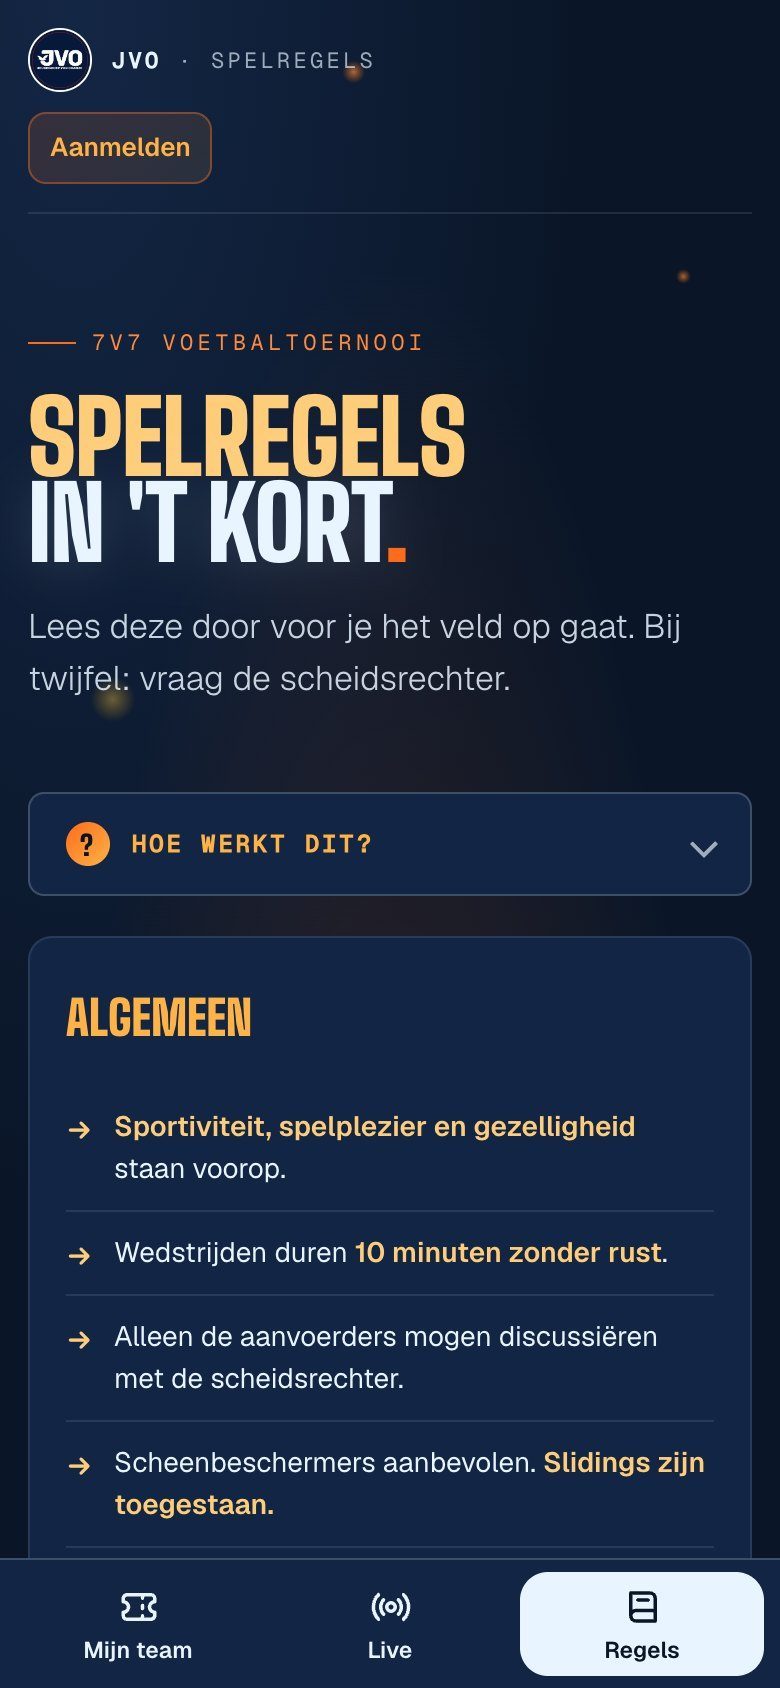 JVO
JVO · SPELREGELS
Aanmelden
7V7 VOETBALTOERNOOI
SPELREGELS
IN 'T KORT.
Lees deze door voor je het veld op gaat. Bij
twijfel: vraag de scheidsrechter.
? HOE WERKT DIT?
ALGEMEEN
→ Sportiviteit, spelplezier en gezelligheid
staan voorop.
→ Wedstrijden duren 10 minuten zonder rust.
→ Alleen de aanvoerders mogen discussiëren
met de scheidsrechter.
→ Scheenbeschermers aanbevolen. Slidings zijn
toegestaan.
Mijn team
Live
Regels